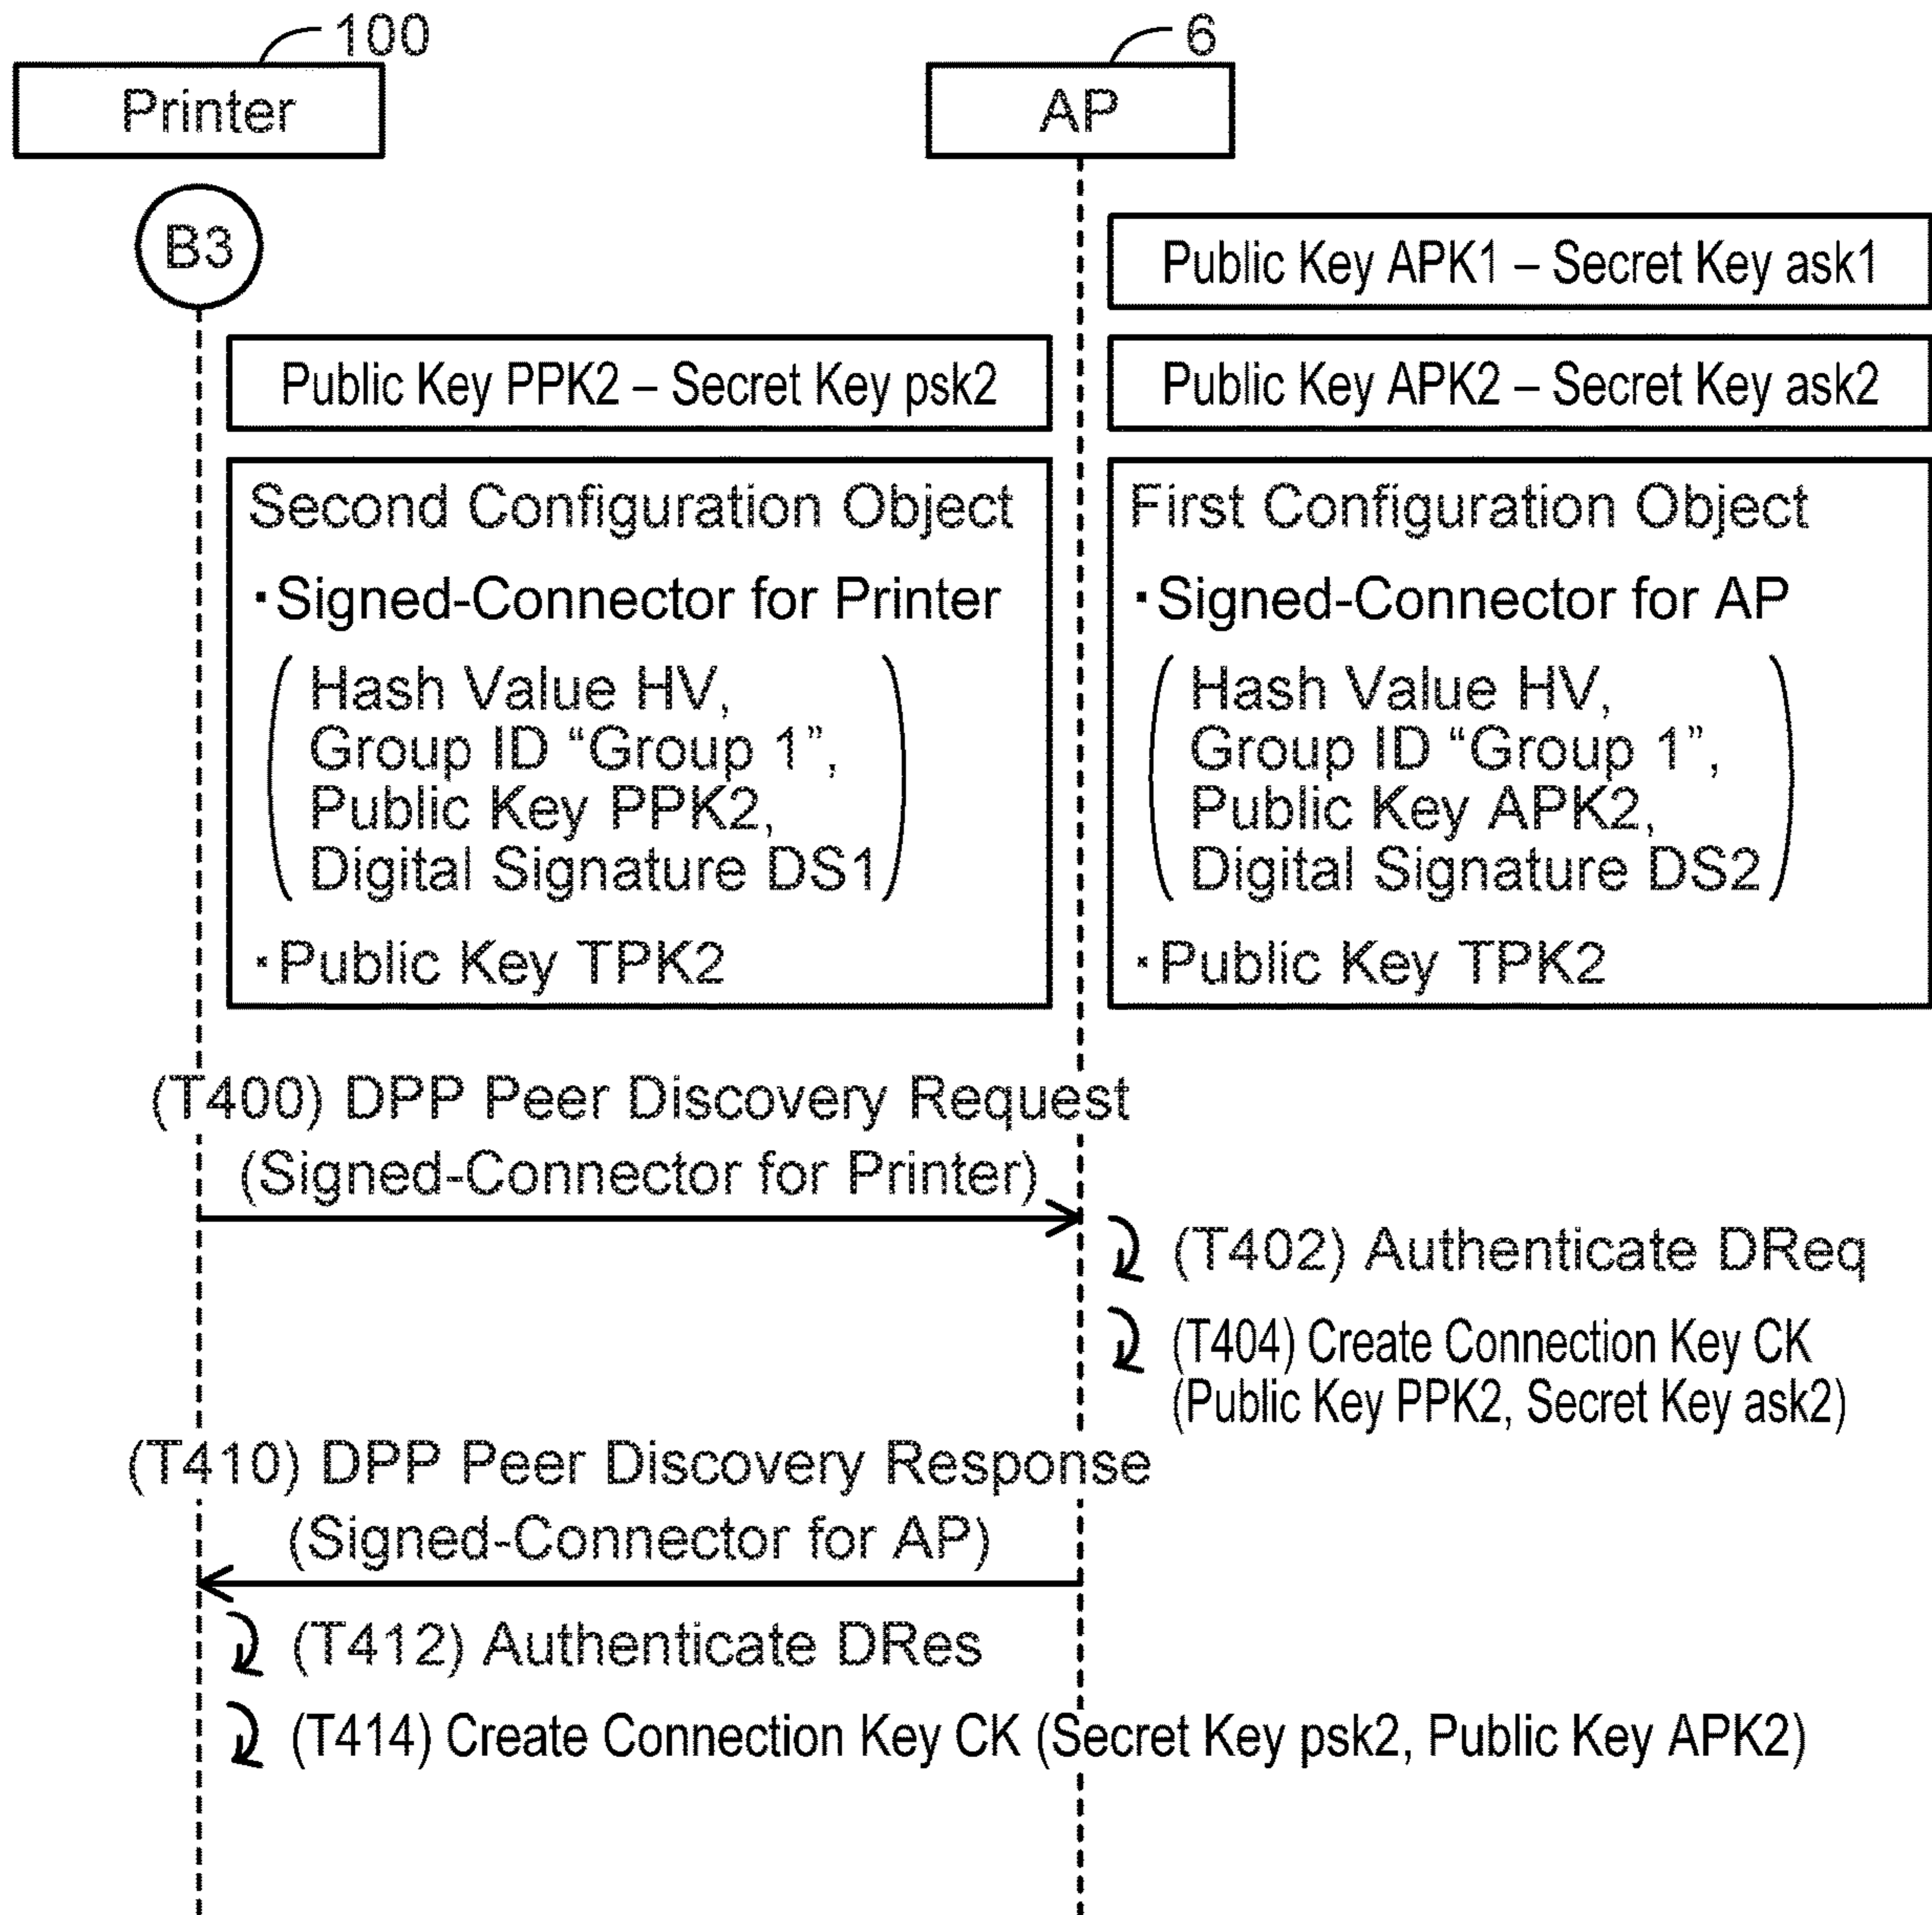 100
6
Printer
AP
B3
Public Key APK1 – Secret Key ask1
Public Key PPK2 – Secret Key psk2
Public Key APK2 – Secret Key ask2
Second Configuration Object
・Signed-Connector for Printer
Hash Value HV,
Group ID “Group 1”,
Public Key PPK2,
Digital Signature DS1
・Public Key TPK2
First Configuration Object
・Signed-Connector for AP
Hash Value HV,
Group ID “Group 1”,
Public Key APK2,
Digital Signature DS2
・Public Key TPK2
(T400) DPP Peer Discovery Request
(Signed-Connector for Printer)
(T402) Authenticate DReq
(T404) Create Connection Key CK
(Public Key PPK2, Secret Key ask2)
(T410) DPP Peer Discovery Response
(Signed-Connector for AP)
(T412) Authenticate DRes
(T414) Create Connection Key CK (Secret Key psk2, Public Key APK2)